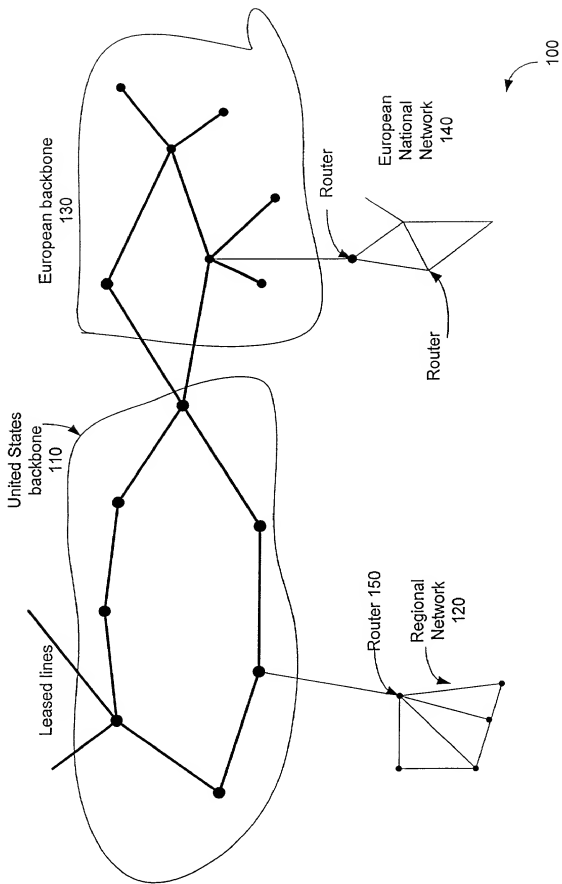 United States
backbone
110
European backbone
130
Leased lines
Router
European
National
Network
140
Router
Router 150
Regional
Network
120
100